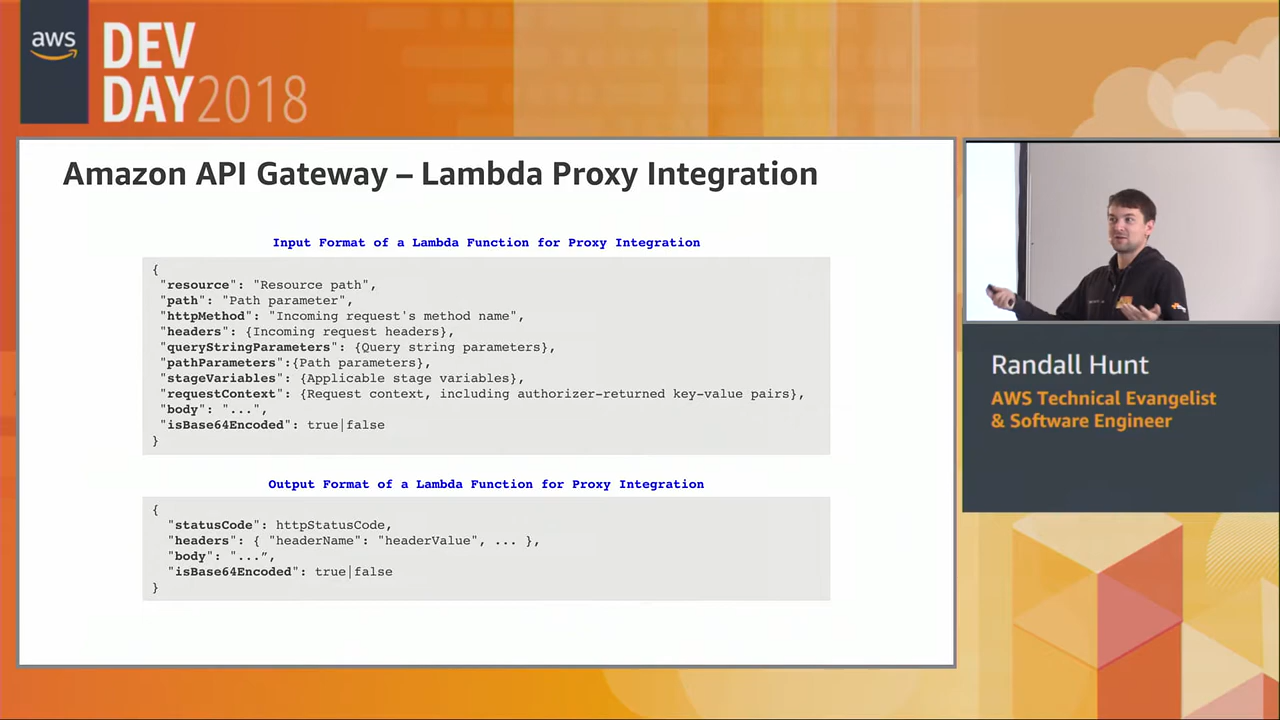 aws
DEV
DAY2018
Amazon API Gateway – Lambda Proxy Integration
Input Format of a Lambda Function for Proxy Integration
{
"resource": "Resource path",
"path": "Path parameter",
"httpMethod": "Incoming request's method name",
"headers": {Incoming request headers},
"queryStringParameters": {Query string parameters},
"pathParameters":{Path parameters},
"stageVariables": {Applicable stage variables},
"requestContext": {Request context, including authorizer-returned key-value pairs},
"body": "...",
"isBase64Encoded": true|false
}
Output Format of a Lambda Function for Proxy Integration
{
"statusCode": httpStatusCode,
"headers": { "headerName": "headerValue", ... },
"body": "...”,
"isBase64Encoded": true|false
}
Randall Hunt
AWS Technical Evangelist
& Software Engineer